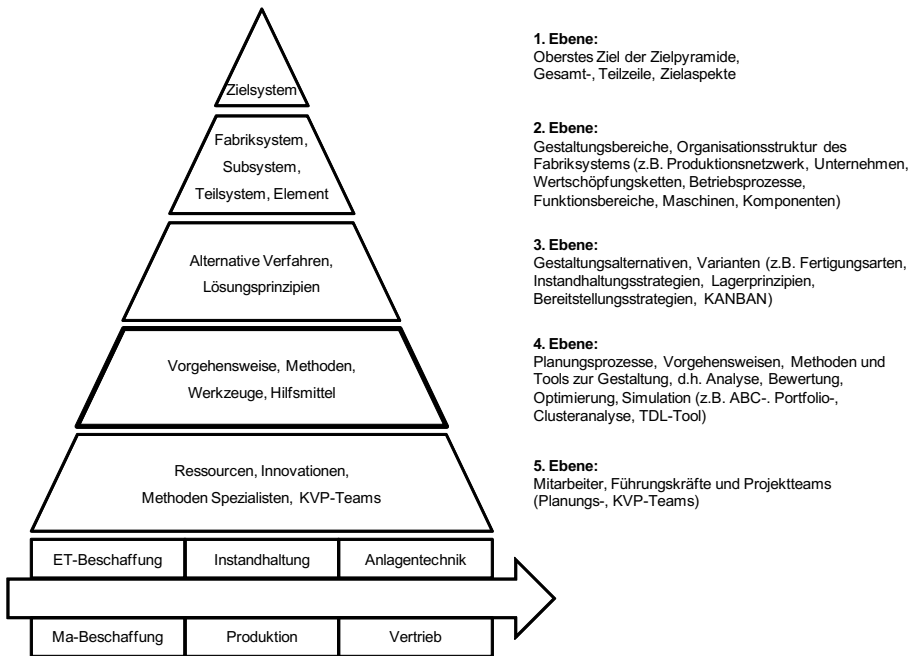 Zielsystem
Fabriksystem,
Subsystem,
Teilsystem, Element
Alternative Verfahren,
Lösungsprinzipien
Vorgehensweise, Methoden,
Werkzeuge, Hilfsmittel
Ressourcen, Innovationen,
Methoden Spezialisten, KVP-Teams
ET-Beschaffung
Instandhaltung
Anlagentechnik
Ma-Beschaffung
Produktion
Vertrieb
1. Ebene:
Oberstes Ziel der Zielpyramide,
Gesamt-, Teilzeile, Zielaspekte
2. Ebene:
Gestaltungsbereiche, Organisationsstruktur des
Fabriksystems (z.B. Produktionsnetzwerk, Unternehmen,
Wertschöpfungsketten, Betriebsprozesse,
Funktionsbereiche, Maschinen, Komponenten)
3. Ebene:
Gestaltungsalternativen, Varianten (z.B. Fertigungsarten,
Instandhaltungsstrategien, Lagerprinzipien,
Bereitstellungsstrategien, KANBAN)
4. Ebene:
Planungsprozesse, Vorgehensweisen, Methoden und
Tools zur Gestaltung, d.h. Analyse, Bewertung,
Optimierung, Simulation (z.B. ABC-. Portfolio-,
Clusteranalyse, TDL-Tool)
5. Ebene:
Mitarbeiter, Führungskräfte und Projektteams
(Planungs-, KVP-Teams)